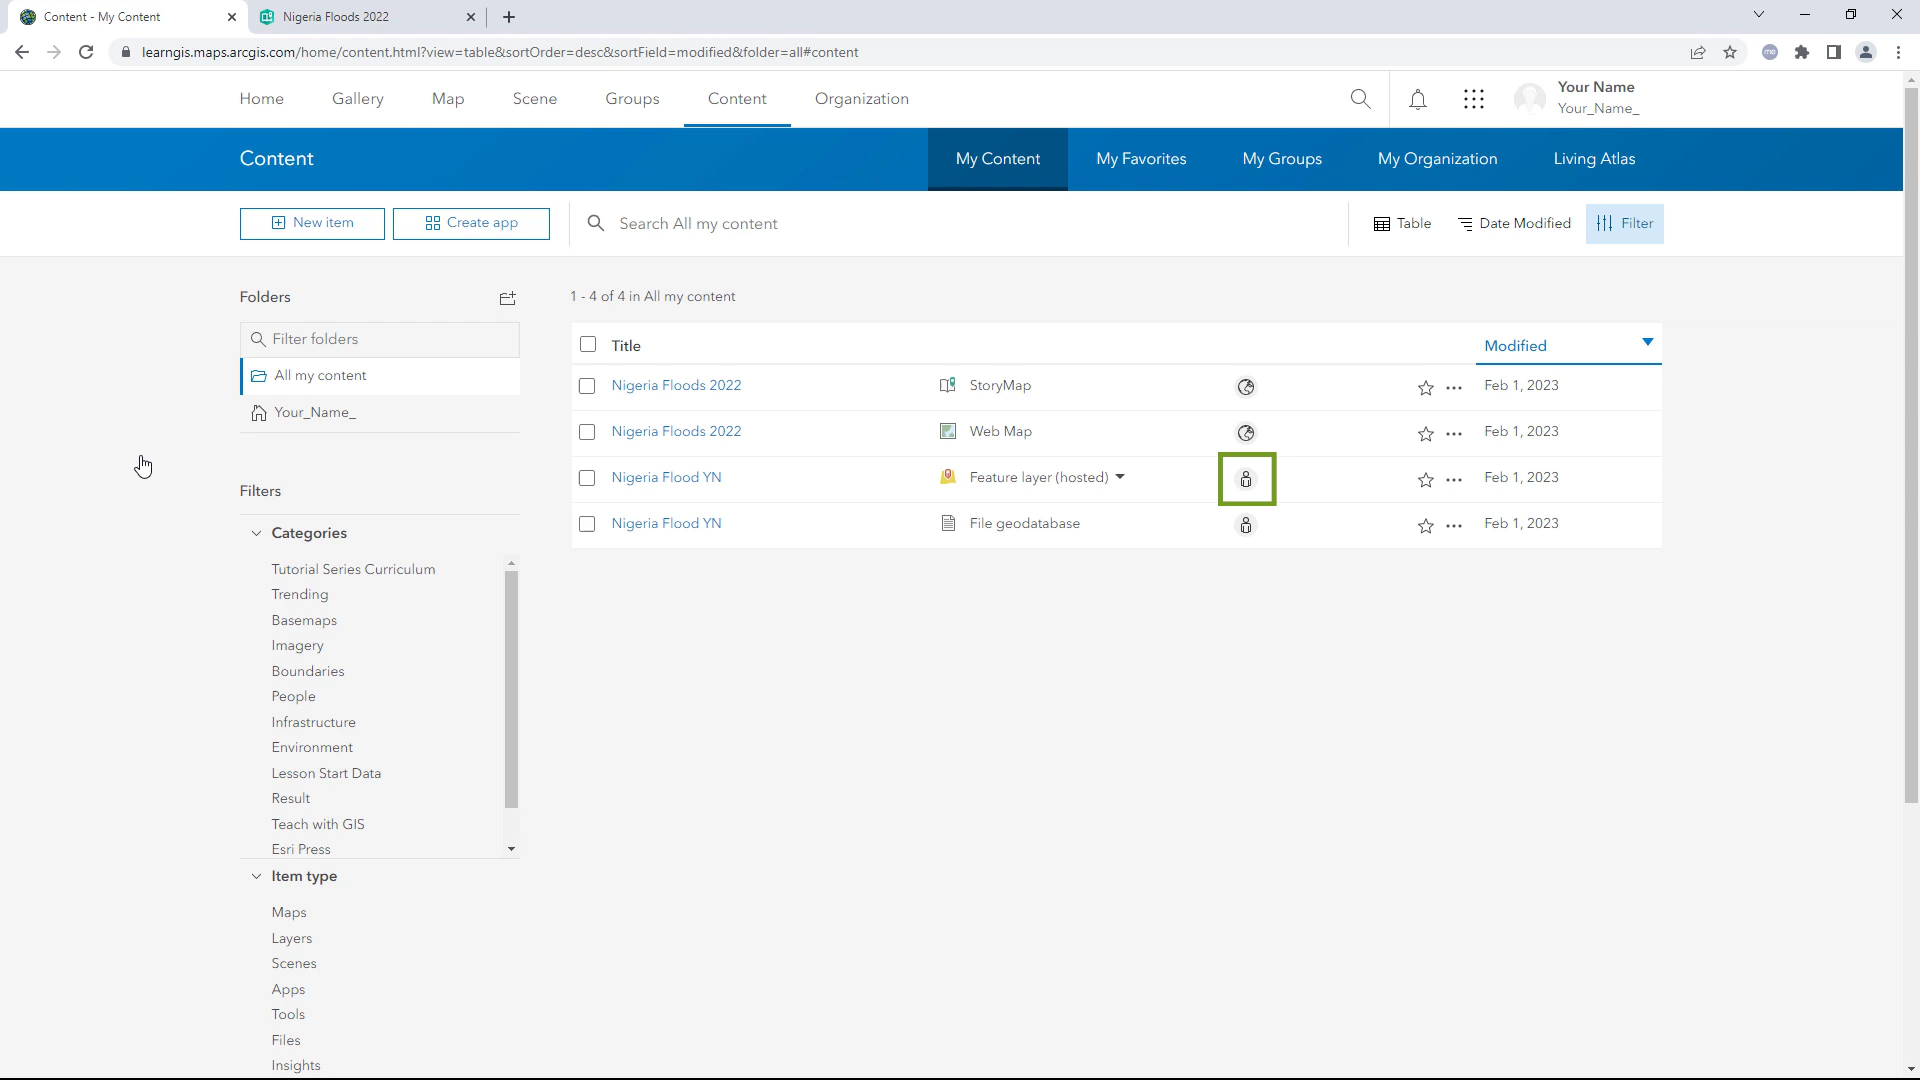 Content - My Content
Nigeria Floods 2022
learngis.maps.arcgis.com/home/content.html?view=table&sortOrder=desc&sortField=modified&folder=all#content
Home Gallery Map Scene Groups Content Organization
Your Name
Your_Name_
Content
My Content My Favorites My Groups My Organization Living Atlas
New item Create app Search All my content Table Date Modified Filter
Folders
1 - 4 of 4 in All my content
Filter folders
Title Modified
All my content
Nigeria Floods 2022 StoryMap Feb 1, 2023
Your_Name_
Nigeria Floods 2022 Web Map Feb 1, 2023
Nigeria Flood YN Feature layer (hosted) Feb 1, 2023
Filters
Nigeria Flood YN File geodatabase Feb 1, 2023
Categories
Tutorial Series Curriculum
Trending
Basemaps
Imagery
Boundaries
People
Infrastructure
Environment
Lesson Start Data
Result
Teach with GIS
Esri Press
Item type
Maps
Layers
Scenes
Apps
Tools
Files
Insights